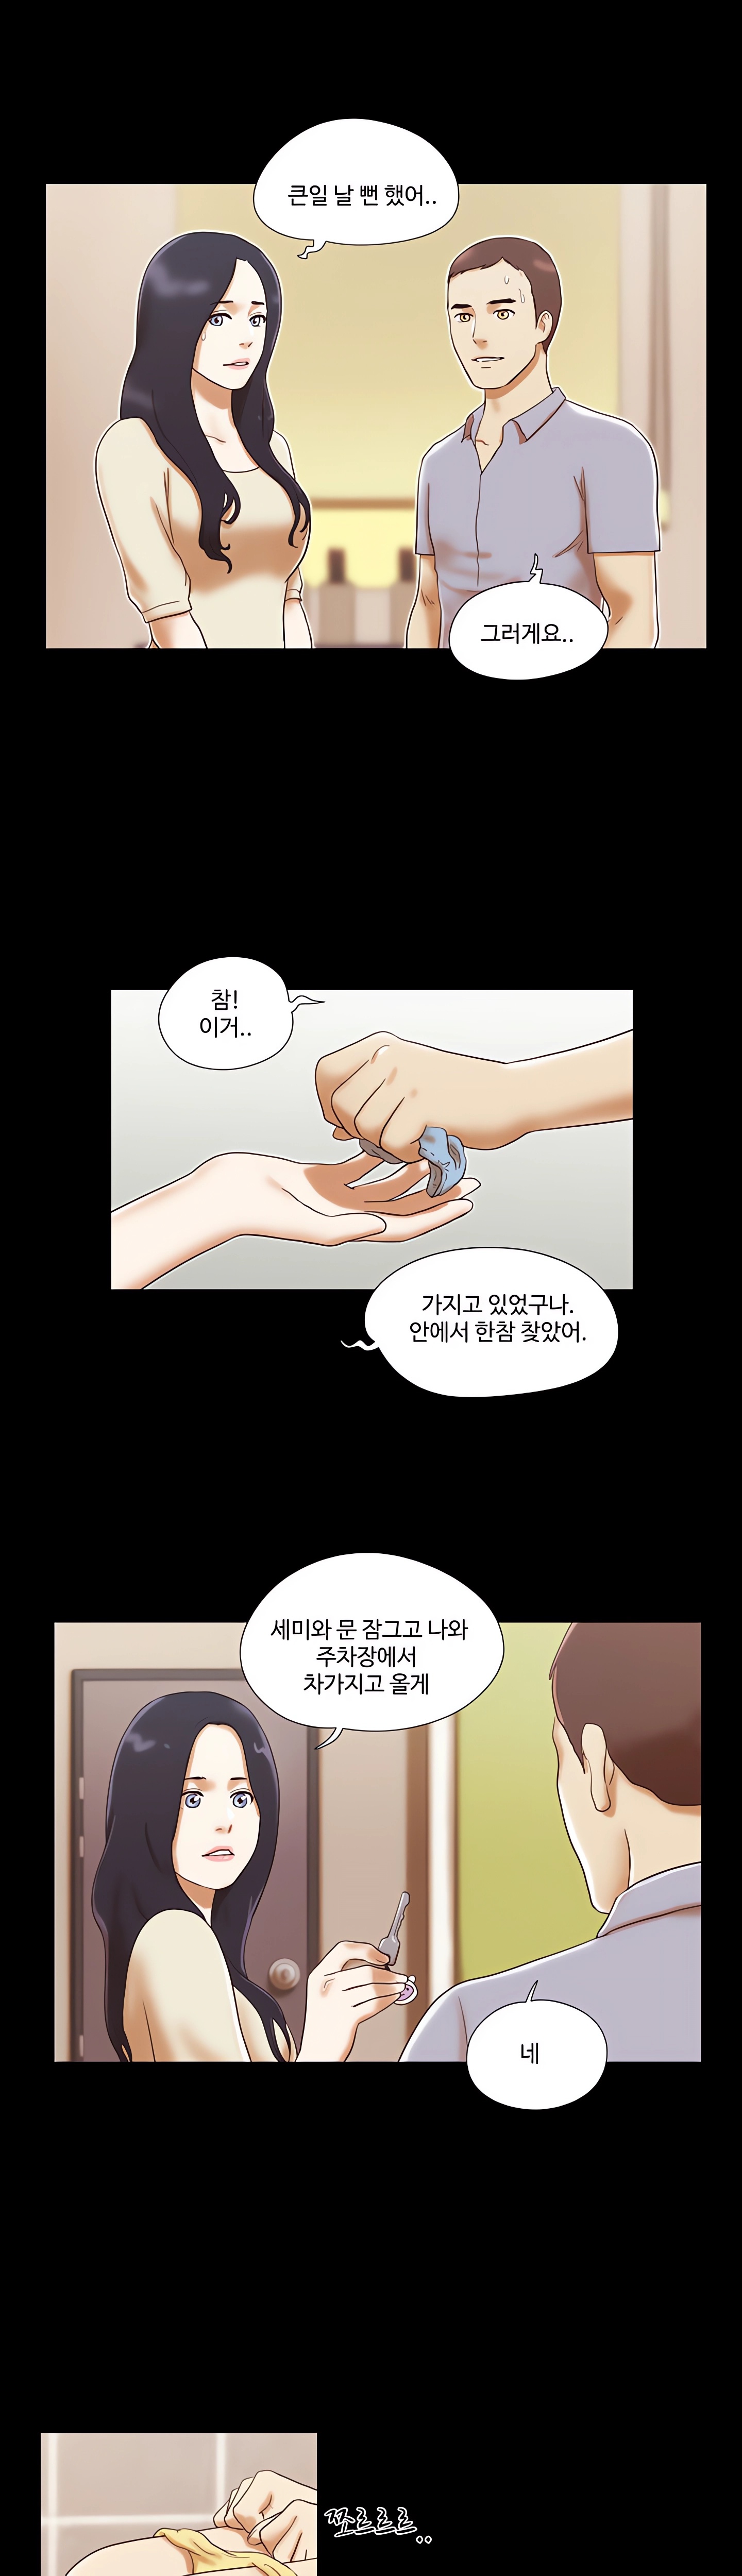 큰일 날 뻔 했어..
그러게요..
참!
이거..
가지고 있었구나.
안에서 한참 찾았어.
세미와 문 잠그고 나와
주차장에서
차가지고 올게
네
쪼르르르..